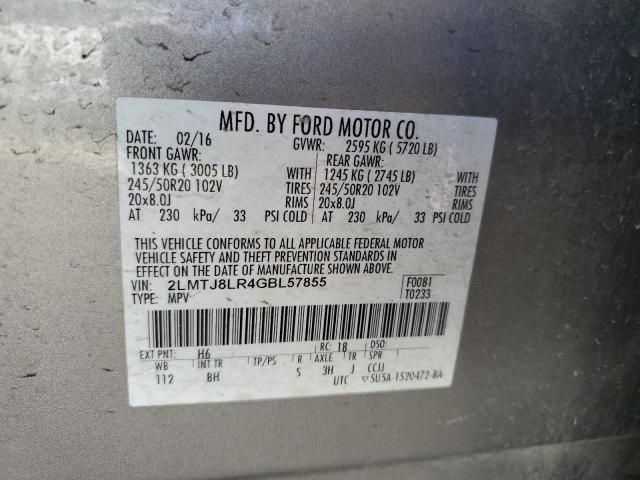 MFD. BY FORD MOTOR CO.
DATE: 02/16 GVWR: 2595 KG ( 5720 LB)
FRONT GAWR: REAR GAWR:
1363 KG ( 3005 LB) WITH 1245 KG ( 2745 LB) WITH
245/50R20 102V TIRES 245/50R20 102V TIRES
20x8.0J RIMS 20x8.0J RIMS
AT 230 kPa/ 33 PSI COLD AT 230 kPa/ 33 PSI COLD
THIS VEHICLE CONFORMS TO ALL APPLICABLE FEDERAL MOTOR
VEHICLE SAFETY AND THEFT PREVENTION STANDARDS IN
EFFECT ON THE DATE OF MANUFACTURE SHOWN ABOVE.
VIN: 2LMTJ8LR4GBL57855 F0081
TYPE: MPV T0233
EXT PNT: H6 RC: 18 DSO:
WB INT TR TP/PS R AXLE TR SPR
112 BH S 3H J CCJJ
UTC ▽5U5A-1520472-BA